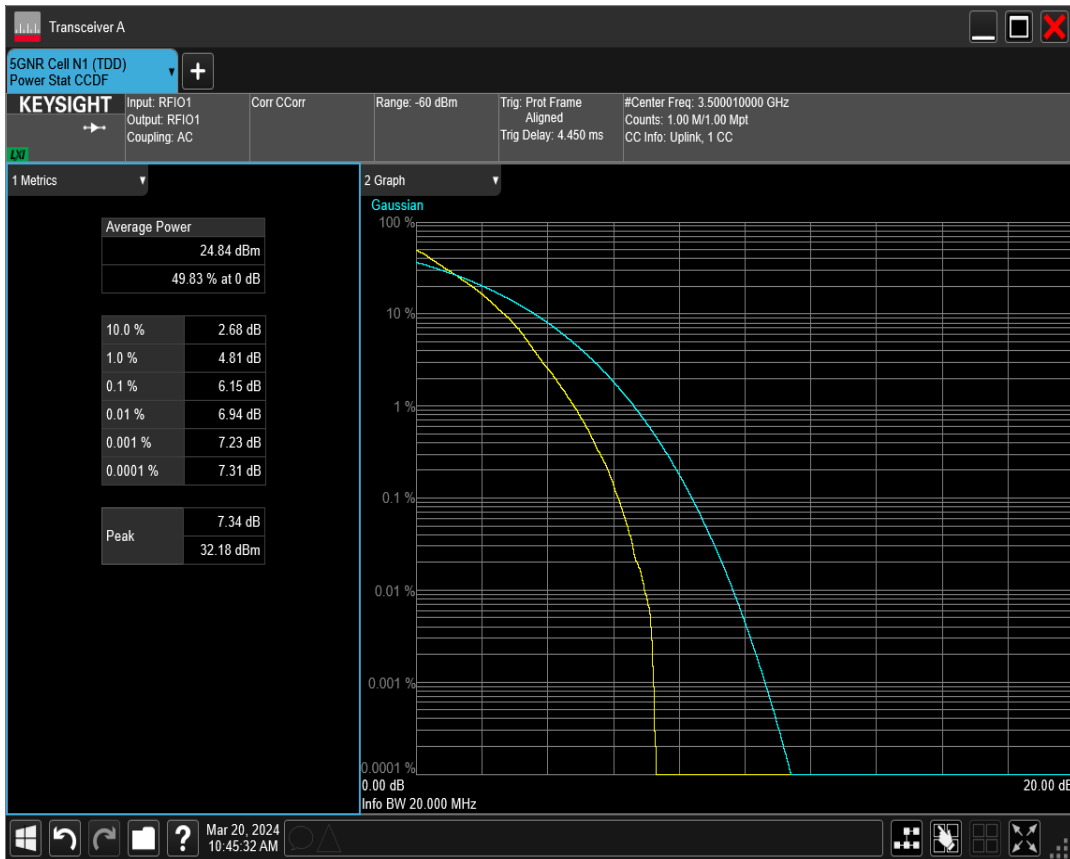 Transceiver A
5GNR Cell N1 (TDD)
Power Stat CCDF
+
KEYSIGHT
LXI
Input: RFIO1
Output: RFIO1
Coupling: AC
Corr CCorr
Range: -60 dBm
Trig: Prot Frame
Aligned
Trig Delay: 4.450 ms
#Center Freq: 3.500010000 GHz
Counts: 1.00 M/1.00 Mpt
CC Info: Uplink, 1 CC
1 Metrics
Average Power
24.84 dBm
49.83 % at 0 dB
10.0 % 2.68 dB
1.0 % 4.81 dB
0.1 % 6.15 dB
0.01 % 6.94 dB
0.001 % 7.23 dB
0.0001 % 7.31 dB
Peak
7.34 dB
32.18 dBm
2 Graph
Gaussian
100 %
10 %
1 %
0.1 %
0.01 %
0.001 %
0.0001 %
0.00 dB 20.00 dB
Info BW 20.000 MHz
?
Mar 20, 2024
10:45:32 AM